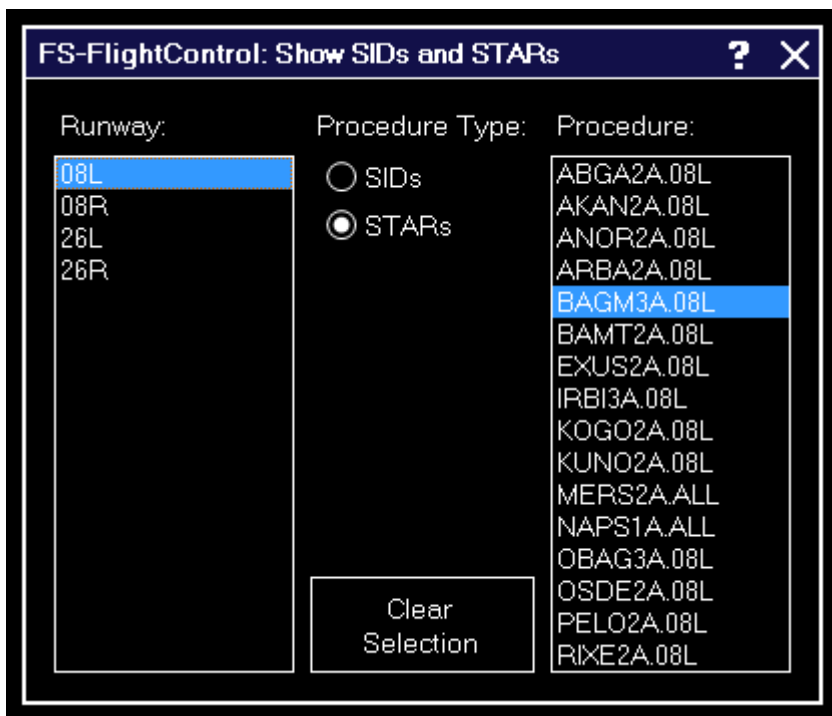 FS-FlightControl: Show SIDs and STARs
?
Runway:
08L
08R
26L
26R
Procedure Type:
SIDs
STARs
Clear
Selection
Procedure:
ABGA2A.08L
AKAN2A.08L
ANOR2A.08L
ARBA2A.08L
BAGM3A.08L
BAMT2A.08L
EXUS2A.08L
IRBI3A.08L
KOGO2A.08L
KUNO2A.08L
MERS2A.ALL
NAPS1A.ALL
OBAG3A.08L
OSDE2A.08L
PELO2A.08L
RIXE2A.08L